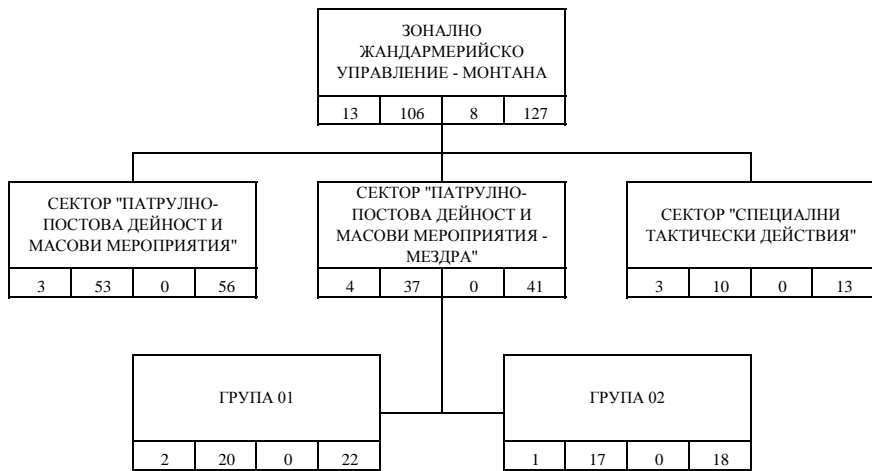 ЗОНАЛНО
ЖАНДАРМЕРИЙСКО
УПРАВЛЕНИЕ - МОНТАНА
13 106 8 127
СЕКТОР "ПАТРУЛНО-
ПОСТОВА ДЕЙНОСТ И
МАСОВИ МЕРОПРИЯТИЯ"
3 53 0 56
СЕКТОР "ПАТРУЛНО-
ПОСТОВА ДЕЙНОСТ И
МАСОВИ МЕРОПРИЯТИЯ -
МЕЗДРА"
4 37 0 41
СЕКТОР "СПЕЦИАЛНИ
ТАКТИЧЕСКИ ДЕЙСТВИЯ"
3 10 0 13
ГРУПА 01
2 20 0 22
ГРУПА 02
1 17 0 18